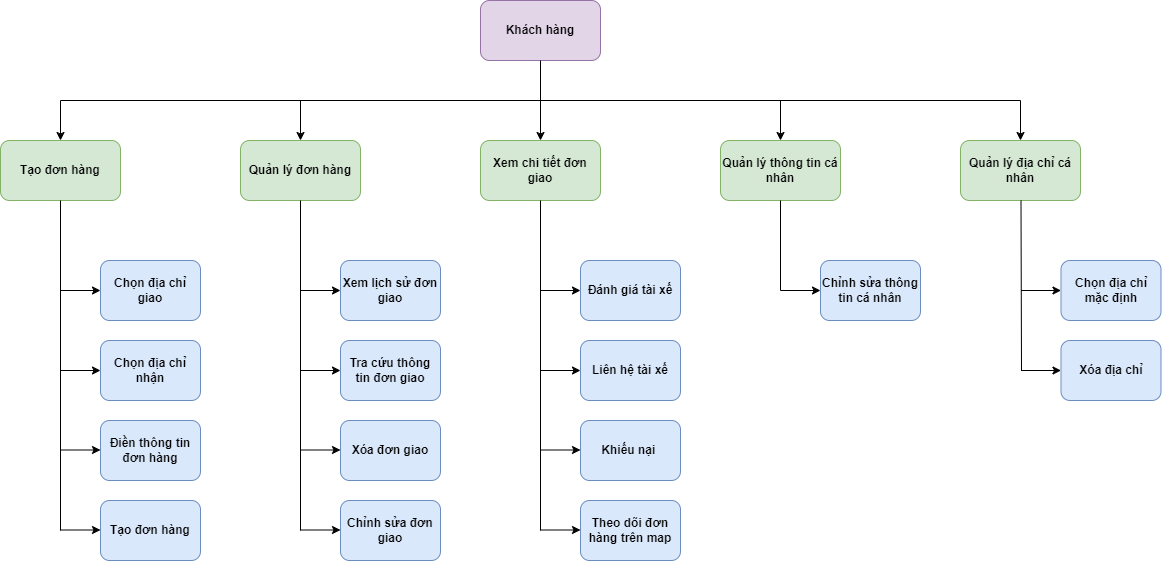 Khách hàng
Tạo đơn hàng
Quản lý đơn hàng
Xem chi tiết đơn
giao
Quản lý thông tin cá
nhân
Quản lý địa chỉ cá
nhân
Chọn địa chỉ
giao
Chọn địa chỉ
nhận
Điền thông tin
đơn hàng
Tạo đơn hàng
Xem lịch sử đơn
giao
Tra cứu thông
tin đơn giao
Xóa đơn giao
Chỉnh sửa đơn
giao
Đánh giá tài xế
Liên hệ tài xế
Khiếu nại
Theo dõi đơn
hàng trên map
Chỉnh sửa thông
tin cá nhân
Chọn địa chỉ
mặc định
Xóa địa chỉ